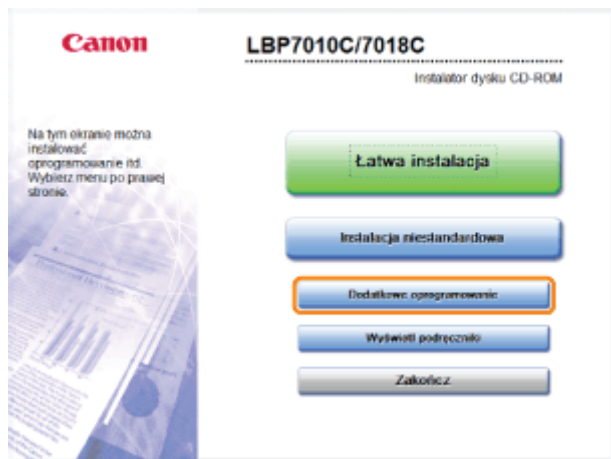 Canon
LBP7010C/7018C
Instalator dysku CD-ROM
Na tym ekranie można
instalować
oprogramowanie itd.
Wybierz menu po prawej
stronie.
Łatwa instalacja
Instalacja niestandardowa
Dodatkowe oprogramowanie
Wyświetl podręczniki
Zakończ